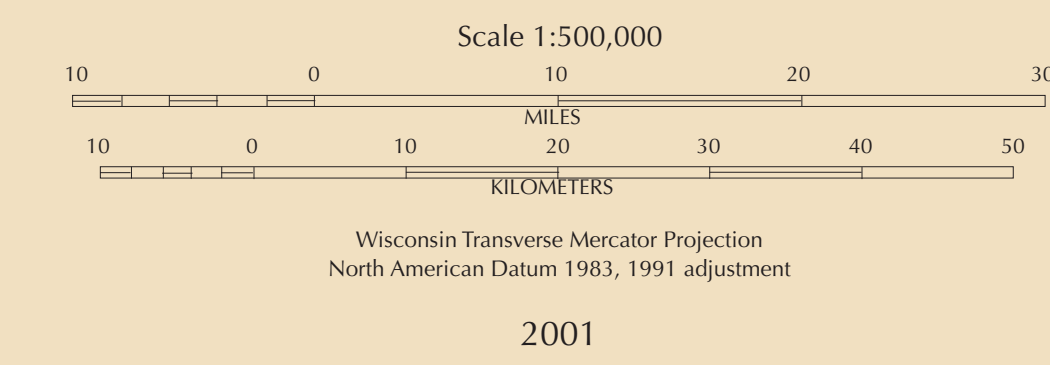 Scale 1:500,000
10 0 10 20 30
MILES
10 0 10 20 30 40 50
KILOMETERS
Wisconsin Transverse Mercator Projection
North American Datum 1983, 1991 adjustment
2001